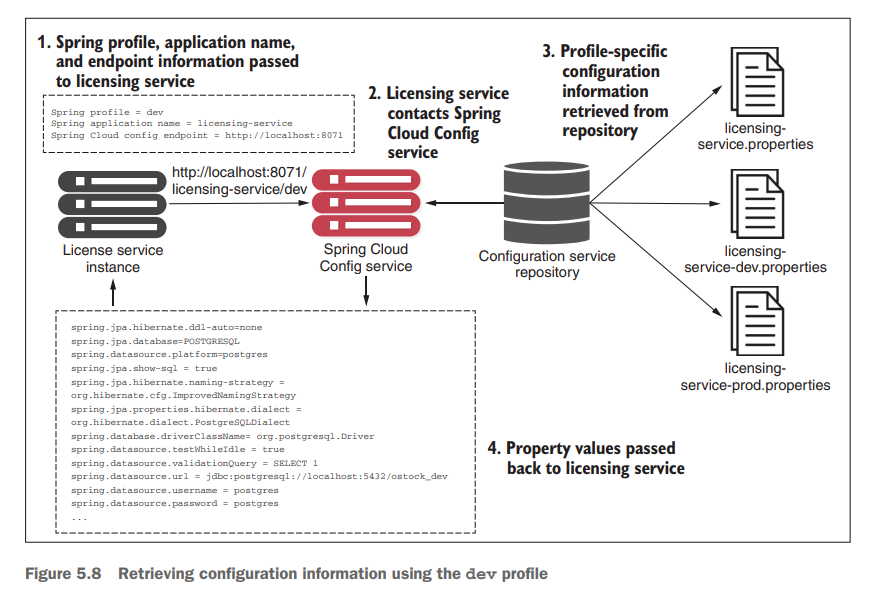 1. Spring profile, application name,
and endpoint information passed
to licensing service
Spring profile = dev
Spring application name = licensing-service
Spring Cloud config endpoint = http://localhost:8071
2. Licensing service
contacts Spring
Cloud Config
service
3. Profile-specific
configuration
information
retrieved from
repository
licensing-
service.properties
http://localhost:8071/
licensing-service/dev
License service
instance
Spring Cloud
Config service
Configuration service
repository
licensing-
service-dev.properties
licensing-
service-prod.properties
spring.jpa.hibernate.ddl-auto=none
spring.jpa.database=POSTGRESQL
spring.datasource.platform=postgres
spring.jpa.show-sql = true
spring.jpa.hibernate.naming-strategy =
org.hibernate.cfg.ImprovedNamingStrategy
spring.jpa.properties.hibernate.dialect =
org.hibernate.dialect.PostgreSQLDialect
spring.database.driverClassName= org.postgresql.Driver
spring.datasource.testWhileIdle = true
spring.datasource.validationQuery = SELECT 1
spring.datasource.url = jdbc:postgresql://localhost:5432/ostock_dev
spring.datasource.username = postgres
spring.datasource.password = postgres
...
4. Property values passed
back to licensing service
Figure 5.8 Retrieving configuration information using the dev profile